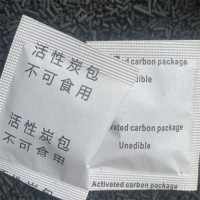 活性炭包
不可食用
活性炭包
不可食用
Activated carbon package
vated carbon package
Unedible
Activated carbon package